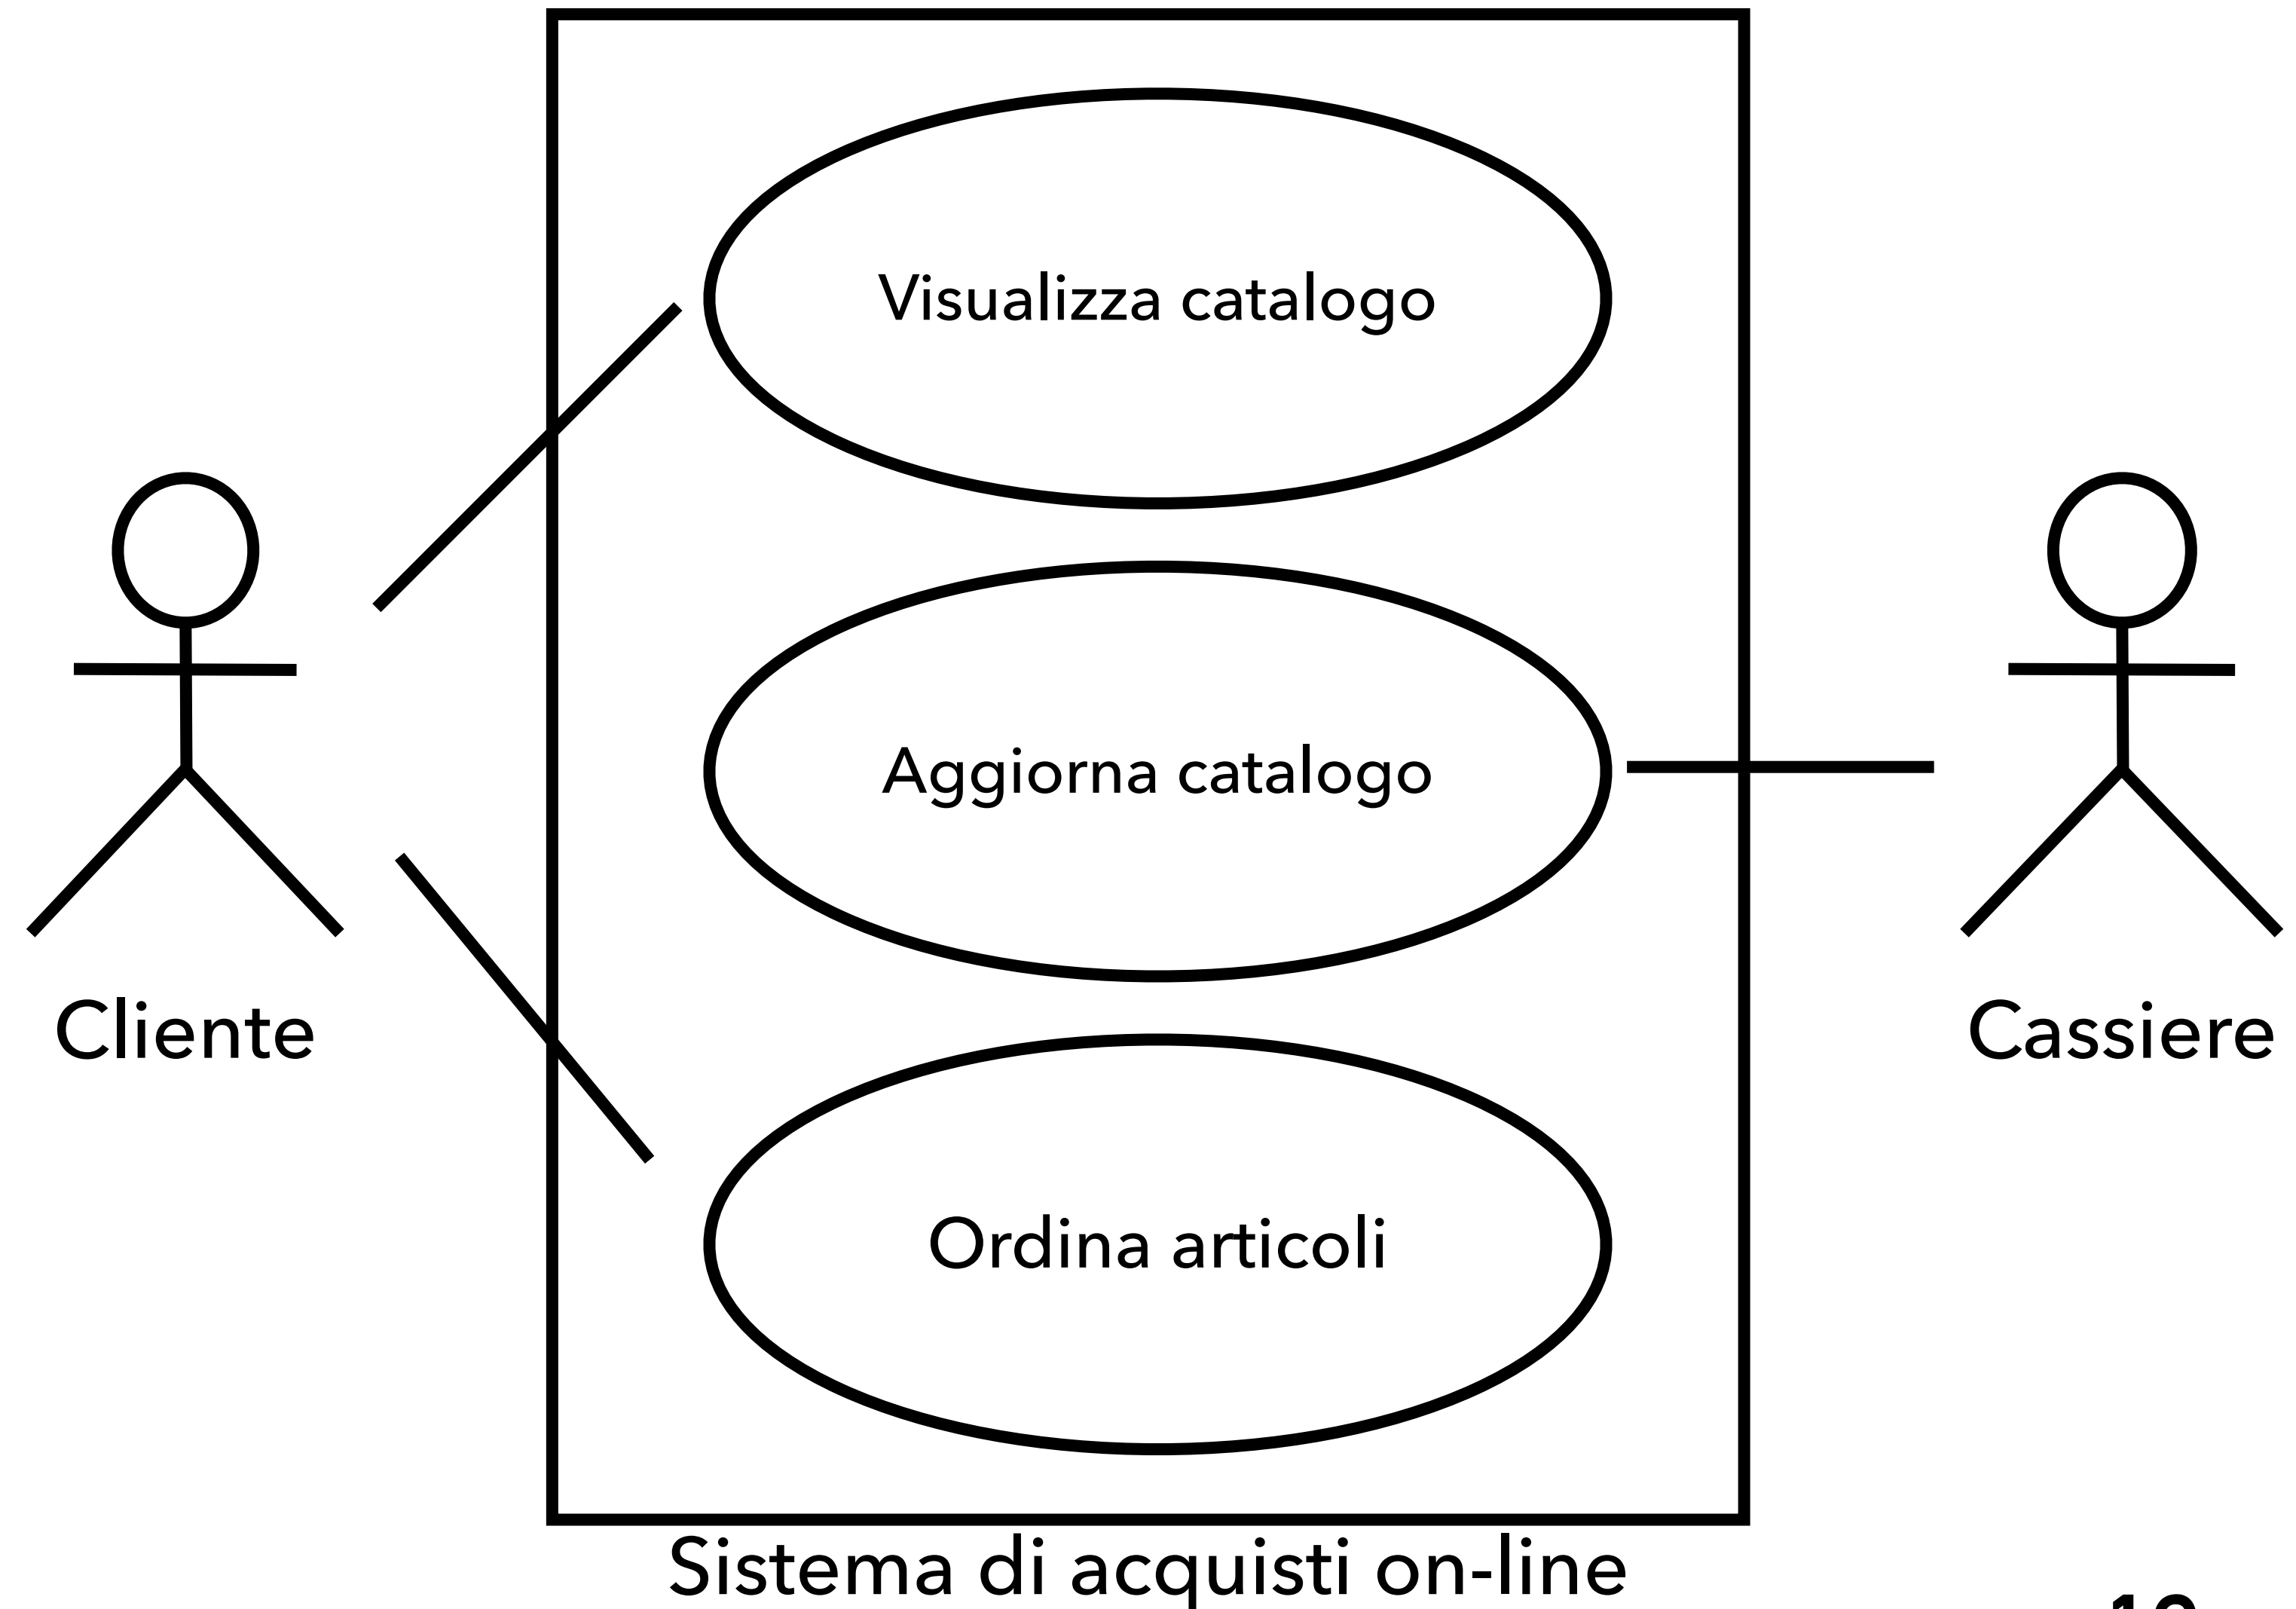 Visualizza catalogo
Aggiorna catalogo
Cliente
Cassiere
Ordina articoli
Sistema di acquisti on-line